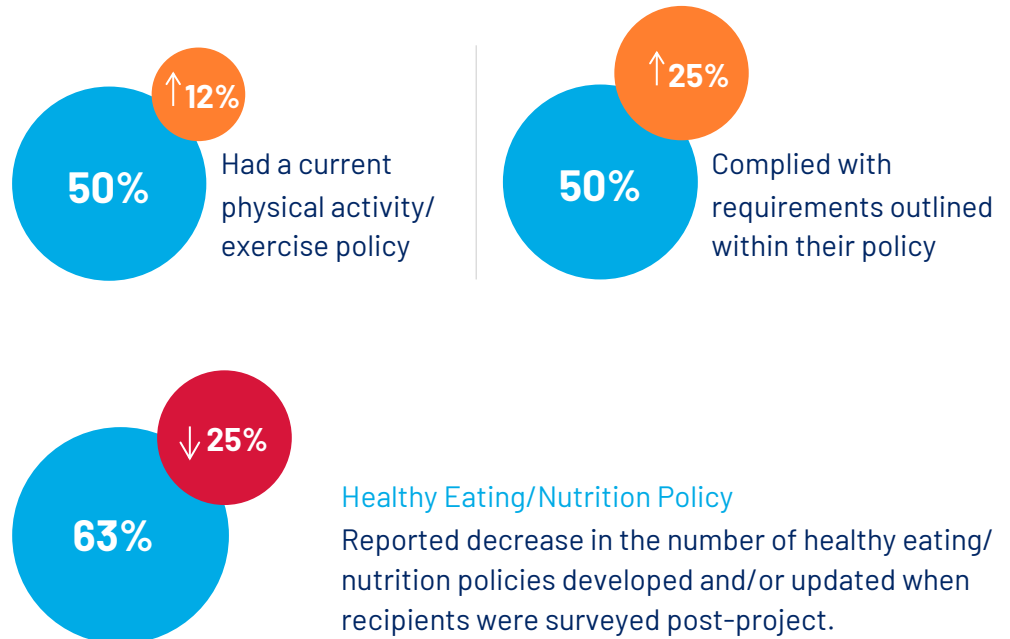 ↑12%
50%
Had a current
physical activity/
exercise policy
↑25%
50%
Complied with
requirements outlined
within their policy
↓ 25%
63%
Healthy Eating/Nutrition Policy
Reported decrease in the number of healthy eating/
nutrition policies developed and/or updated when
recipients were surveyed post-project.